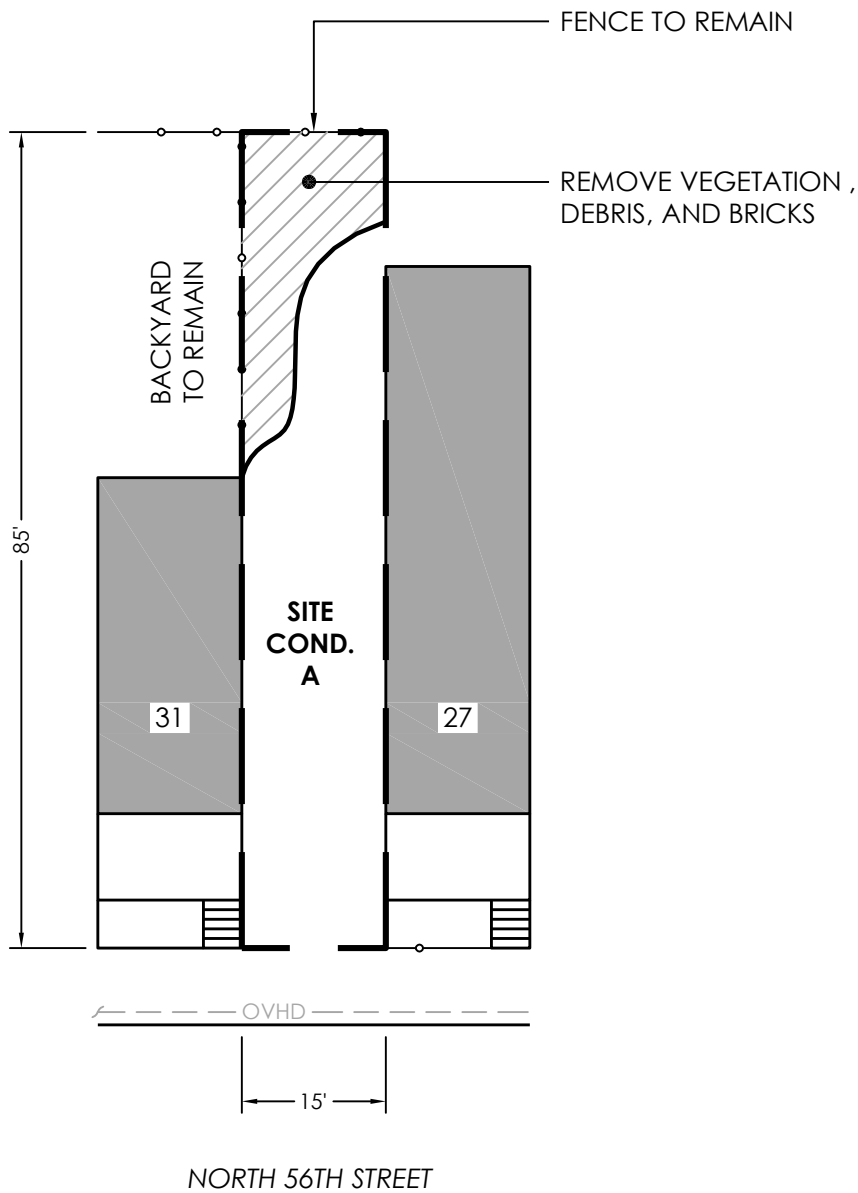 FENCE TO REMAIN
REMOVE VEGETATION ,
DEBRIS, AND BRICKS
BACKYARD
TO REMAIN
85'
SITE
COND.
A
31
27
OVHD
15'
NORTH 56TH STREET